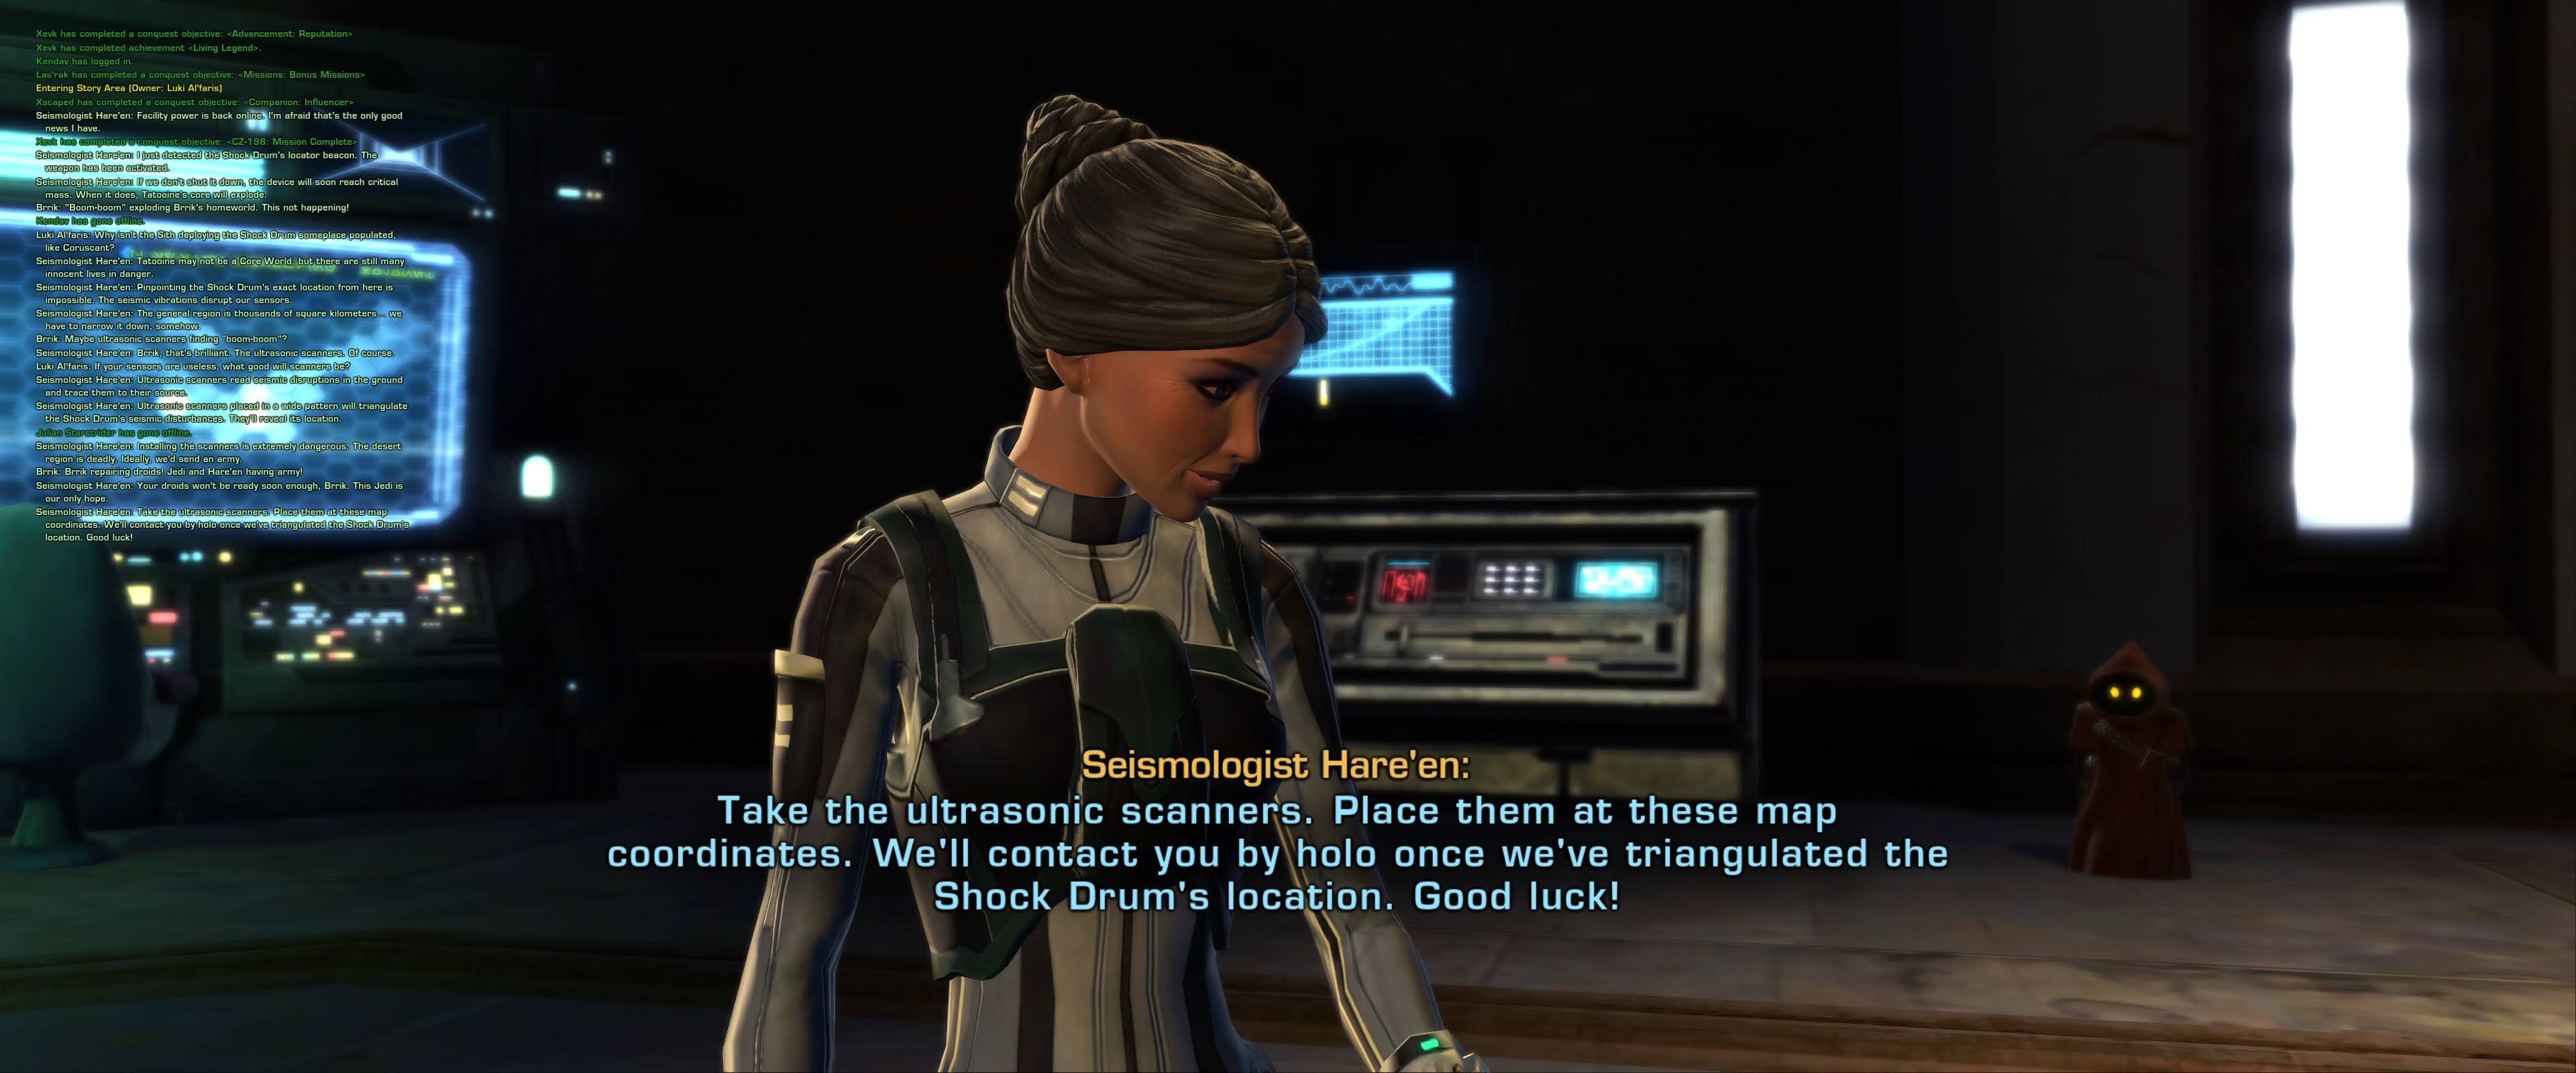 Xevk has completed a conquest objective: <Advancement: Reputation>
Xevk has completed achievement <Living Legend>.
Kendav has logged in.
Las'rak has completed a conquest objective: <Missions: Bonus Missions>
Entering Story Area (Owner: Luki Al'faris)
Xscaped has completed a conquest objective: <Companion: Influencer>
Seismologist Hare'en: Facility power is back online. I'm afraid that's the only good
news I have.
Xevk has completed a conquest objective: <CZ-198: Mission Complete>
Seismologist Hare'en: I just detected the Shock Drum's locator beacon. The
weapon has been activated.
Seismologist Hare'en: If we don't shut it down, the device will soon reach critical
mass. When it does, Tatooine's core will explode.
Brrik: "Boom-boom" exploding Brrik's homeworld. This not happening!
Kendav has gone offline.
Luki Al'faris: Why isn't the Sith deploying the Shock Drum someplace populated,
like Coruscant?
Seismologist Hare'en: Tatooine may not be a Core World, but there are still many
innocent lives in danger.
Seismologist Hare'en: Pinpointing the Shock Drum's exact location from here is
impossible. The seismic vibrations disrupt our sensors.
Seismologist Hare'en: The general region is thousands of square kilometers... we
have to narrow it down, somehow.
Brrik: Maybe ultrasonic scanners finding "boom-boom"?
Seismologist Hare'en: Brrik, that's brilliant. The ultrasonic scanners. Of course.
Luki Al'faris: If your sensors are useless, what good will scanners be?
Seismologist Hare'en: Ultrasonic scanners read seismic disruptions in the ground
and trace them to their source.
Seismologist Hare'en: Ultrasonic scanners placed in a wide pattern will triangulate
the Shock Drum's seismic disturbances. They'll reveal its location.
Julian Starstrider has gone offline.
Seismologist Hare'en: Installing the scanners is extremely dangerous. The desert
region is deadly. Ideally, we'd send an army.
Brrik: Brrik repairing droids! Jedi and Hare'en having army!
Seismologist Hare'en: Your droids won't be ready soon enough, Brrik. This Jedi is
our only hope.
Seismologist Hare'en: Take the ultrasonic scanners. Place them at these map
coordinates. We'll contact you by holo once we've triangulated the Shock Drum's
location. Good luck!
Seismologist Hare'en:
Take the ultrasonic scanners. Place them at these map
coordinates. We'll contact you by holo once we've triangulated the
Shock Drum's location. Good luck!